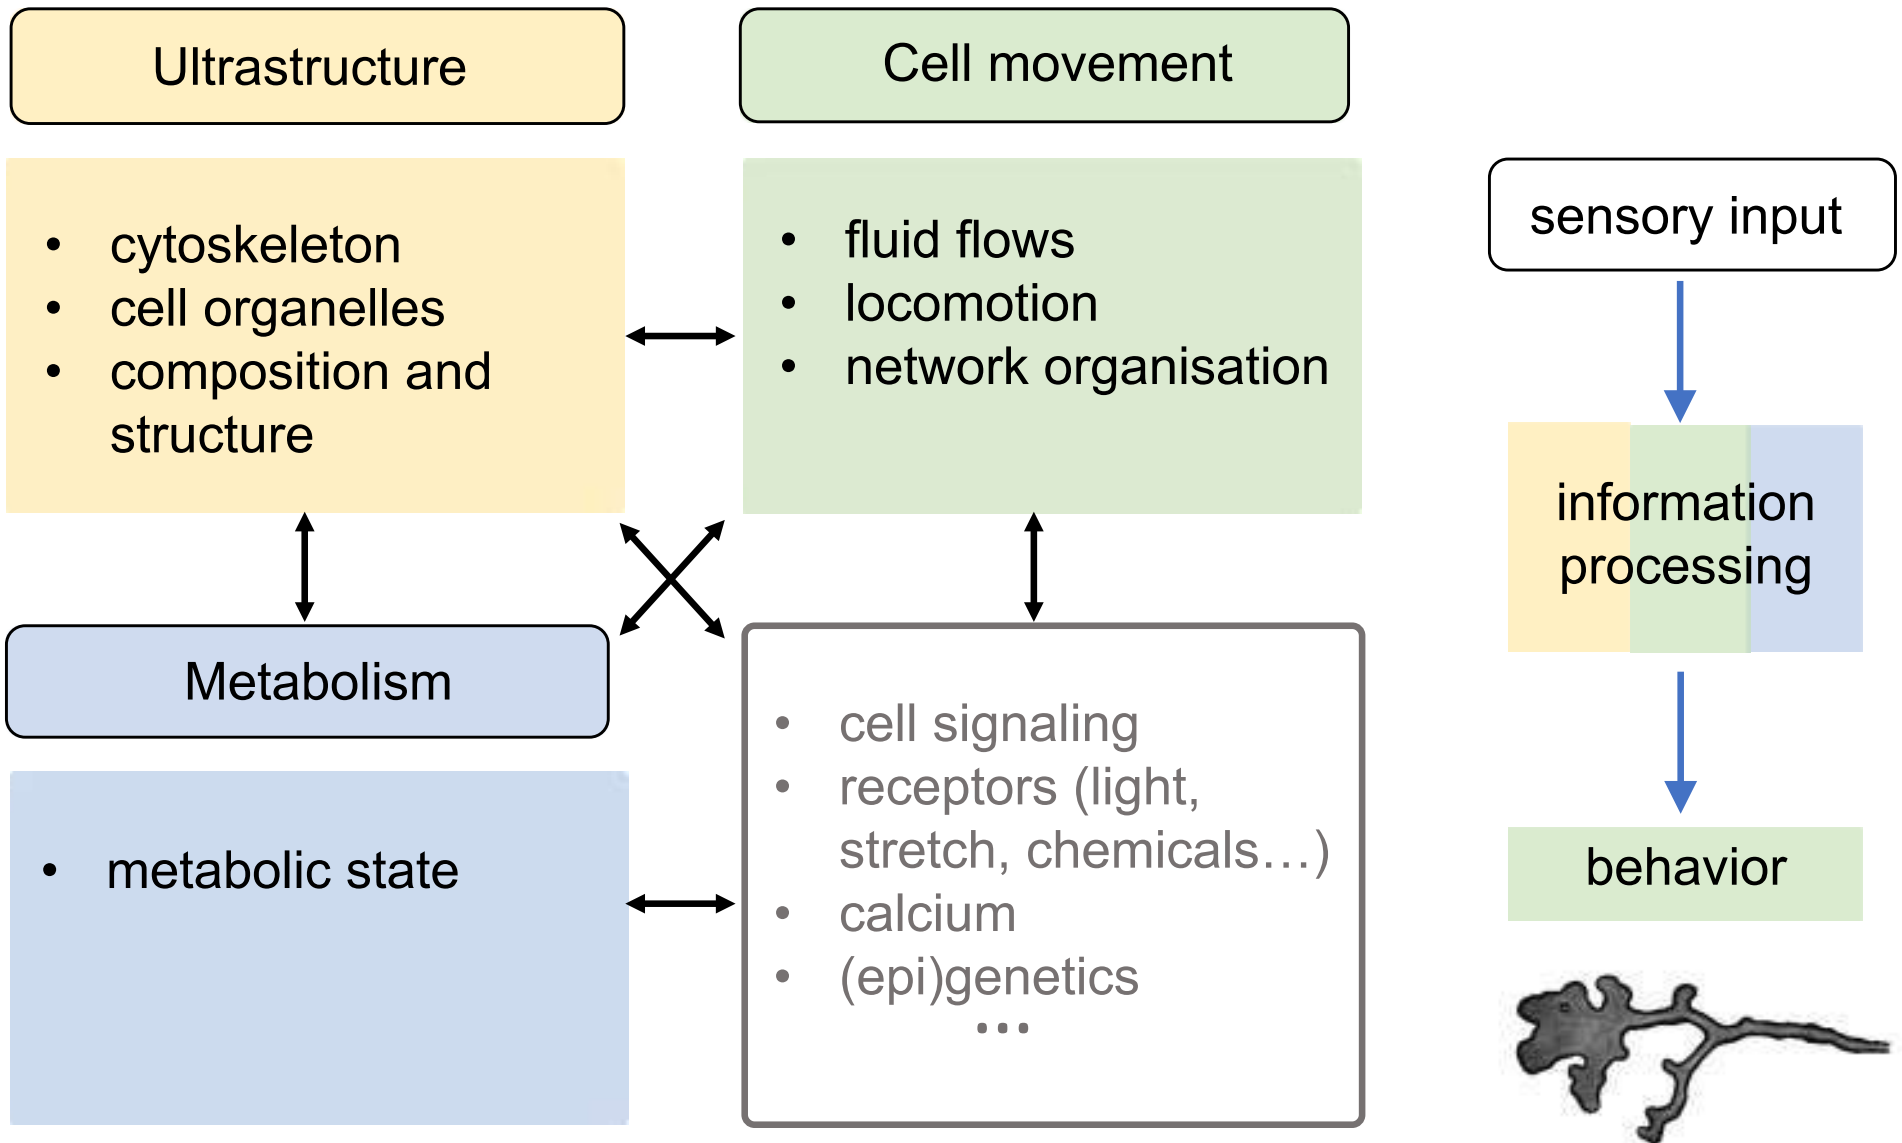 Ultrastructure
• cytoskeleton
• cell organelles
• composition and
structure
Cell movement
• fluid flows
• locomotion
• network organisation
Metabolism
• metabolic state
• cell signaling
• receptors (light,
stretch, chemicals…)
• calcium
• (epi)genetics
...
sensory input
information
processing
behavior